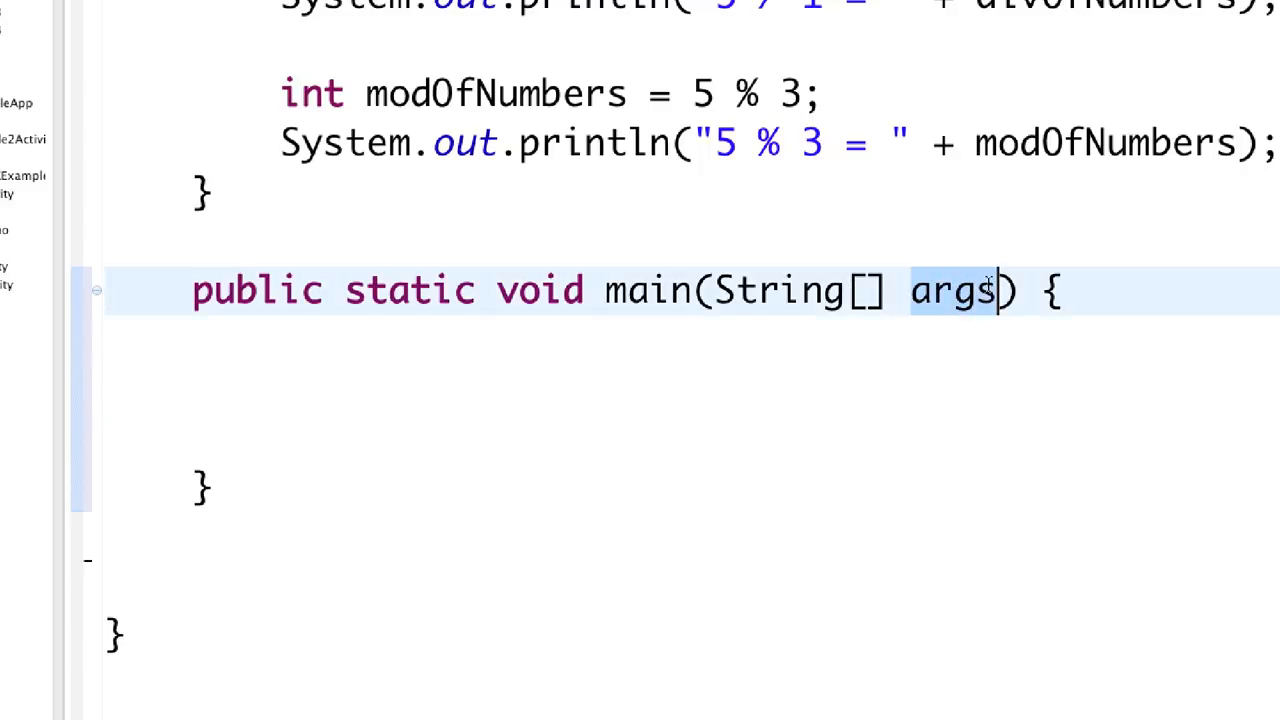 System.out.println("5 / 1 = " + divOfNumbers);
int modOfNumbers = 5 % 3;
System.out.println("5 % 3 = " + modOfNumbers);
}
public static void main(String[] args) {
}
}
leApp
le2Activi
Example
ity
no
y
ity